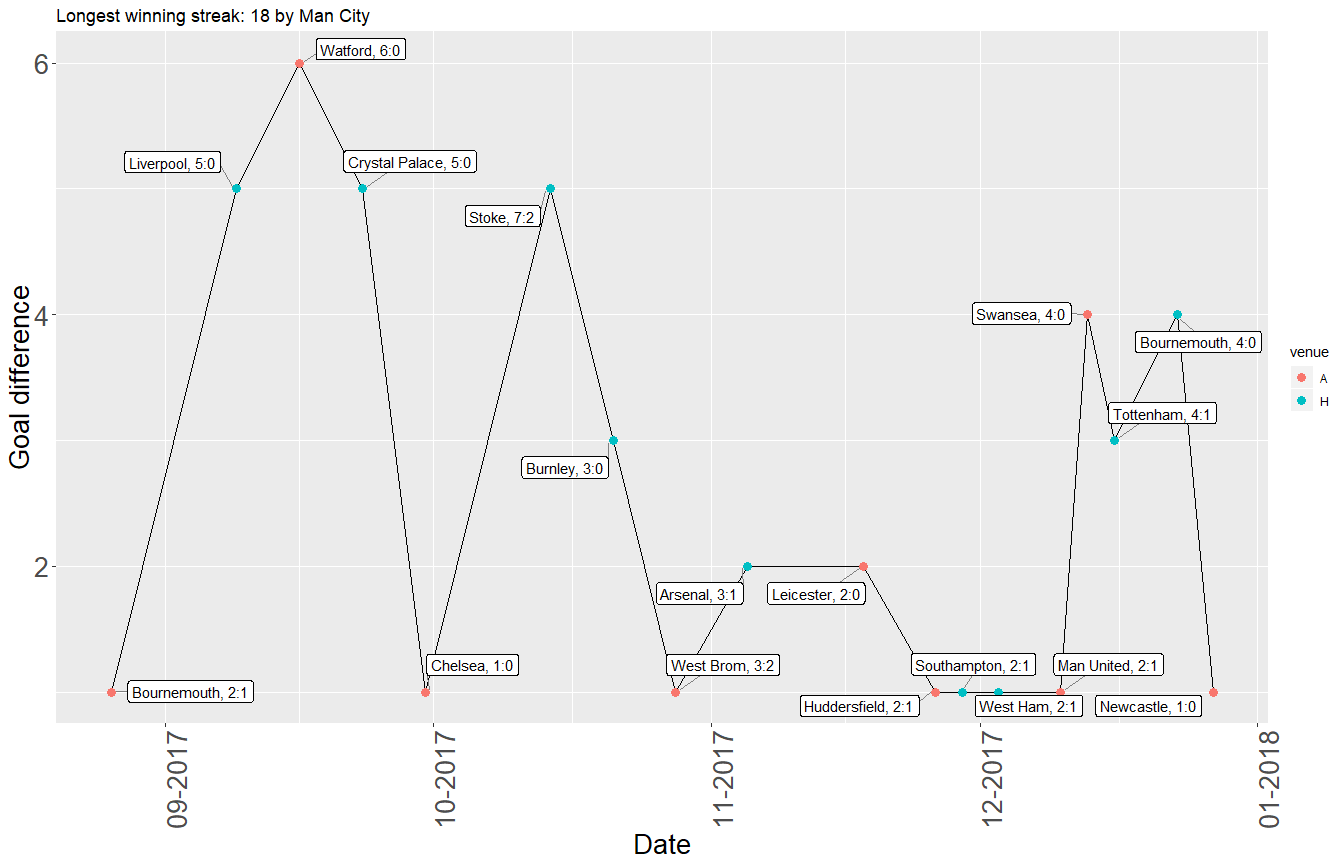 Longest winning streak: 18 by Man City
Goal difference
6
4
2
Watford, 6:0
Liverpool, 5:0
Crystal Palace, 5:0
Stoke, 7:2
Swansea, 4:0
Bournemouth, 4:0
Tottenham, 4:1
Burnley, 3:0
Arsenal, 3:1
Leicester, 2:0
Chelsea, 1:0
West Brom, 3:2
Southampton, 2:1
Man United, 2:1
Bournemouth, 2:1
Huddersfield, 2:1
West Ham, 2:1
Newcastle, 1:0
09-2017
10-2017
11-2017
12-2017
01-2018
Date
venue
A
H